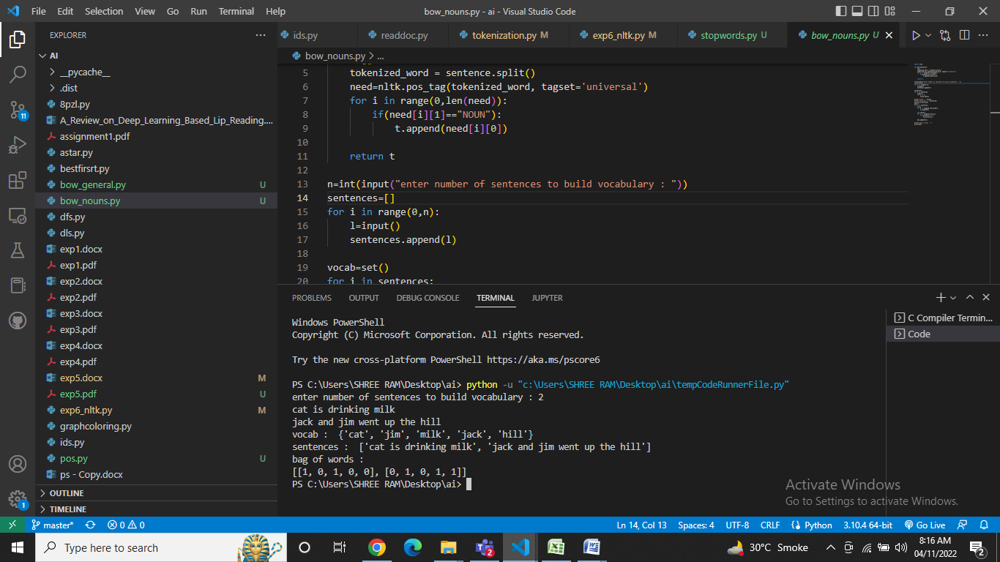 File Edit Selection View Go Run Terminal Help bow_nouns.py - ai - Visual Studio Code
EXPLORER
AI
__pycache__
.dist
8pzl.py
A_Review_on_Deep_Learning_Based_Lip_Reading....
assignment1.pdf
astar.py
bestfirsrt.py
bow_general.py U
bow_nouns.py U
dfs.py
dls.py
exp1.docx
exp1.pdf
exp2.docx
exp2.pdf
exp3.docx
exp3.pdf
exp4.docx
exp4.pdf
exp5.docx M
exp5.pdf U
exp6_nltk.py M
graphcoloring.py
ids.py
pos.py U
ps - Copy.docx
OUTLINE
TIMELINE
11
1
ids.py readdoc.py tokenization.py M exp6_nltk.py M stopwords.py U bow_nouns.py U
bow_nouns.py > ...
5 tokenized_word = sentence.split()
6 need=nltk.pos_tag(tokenized_word, tagset='universal')
7 for i in range(0,len(need)):
8 if(need[i][1]=="NOUN"):
9 t.append(need[i][0])
10
11 return t
12
13 n=int(input("enter number of sentences to build vocabulary : "))
14 sentences=[]
15 for i in range(0,n):
16 l=input()
17 sentences.append(l)
18
19 vocab=set()
20 for i in sentences:
PROBLEMS OUTPUT DEBUG CONSOLE TERMINAL JUPYTER
Windows PowerShell
Copyright (C) Microsoft Corporation. All rights reserved.
Try the new cross-platform PowerShell https://aka.ms/pscore6
PS C:\Users\SHREE RAM\Desktop\ai> python -u "c:\Users\SHREE RAM\Desktop\ai\tempCodeRunnerFile.py"
enter number of sentences to build vocabulary : 2
cat is drinking milk
jack and jim went up the hill
vocab :  {'cat', 'jim', 'milk', 'jack', 'hill'}
sentences :  ['cat is drinking milk', 'jack and jim went up the hill']
bag of words :
[[1, 0, 1, 0, 0], [0, 1, 0, 1, 1]]
PS C:\Users\SHREE RAM\Desktop\ai>
C Compiler Termin...
Code
Activate Windows
Go to Settings to activate Windows.
master* 0 0 Ln 14, Col 13 Spaces: 4 UTF-8 CRLF Python 3.10.4 64-bit Go Live
Type here to search 2 30°C Smoke 8:16 AM
04/11/2022 2